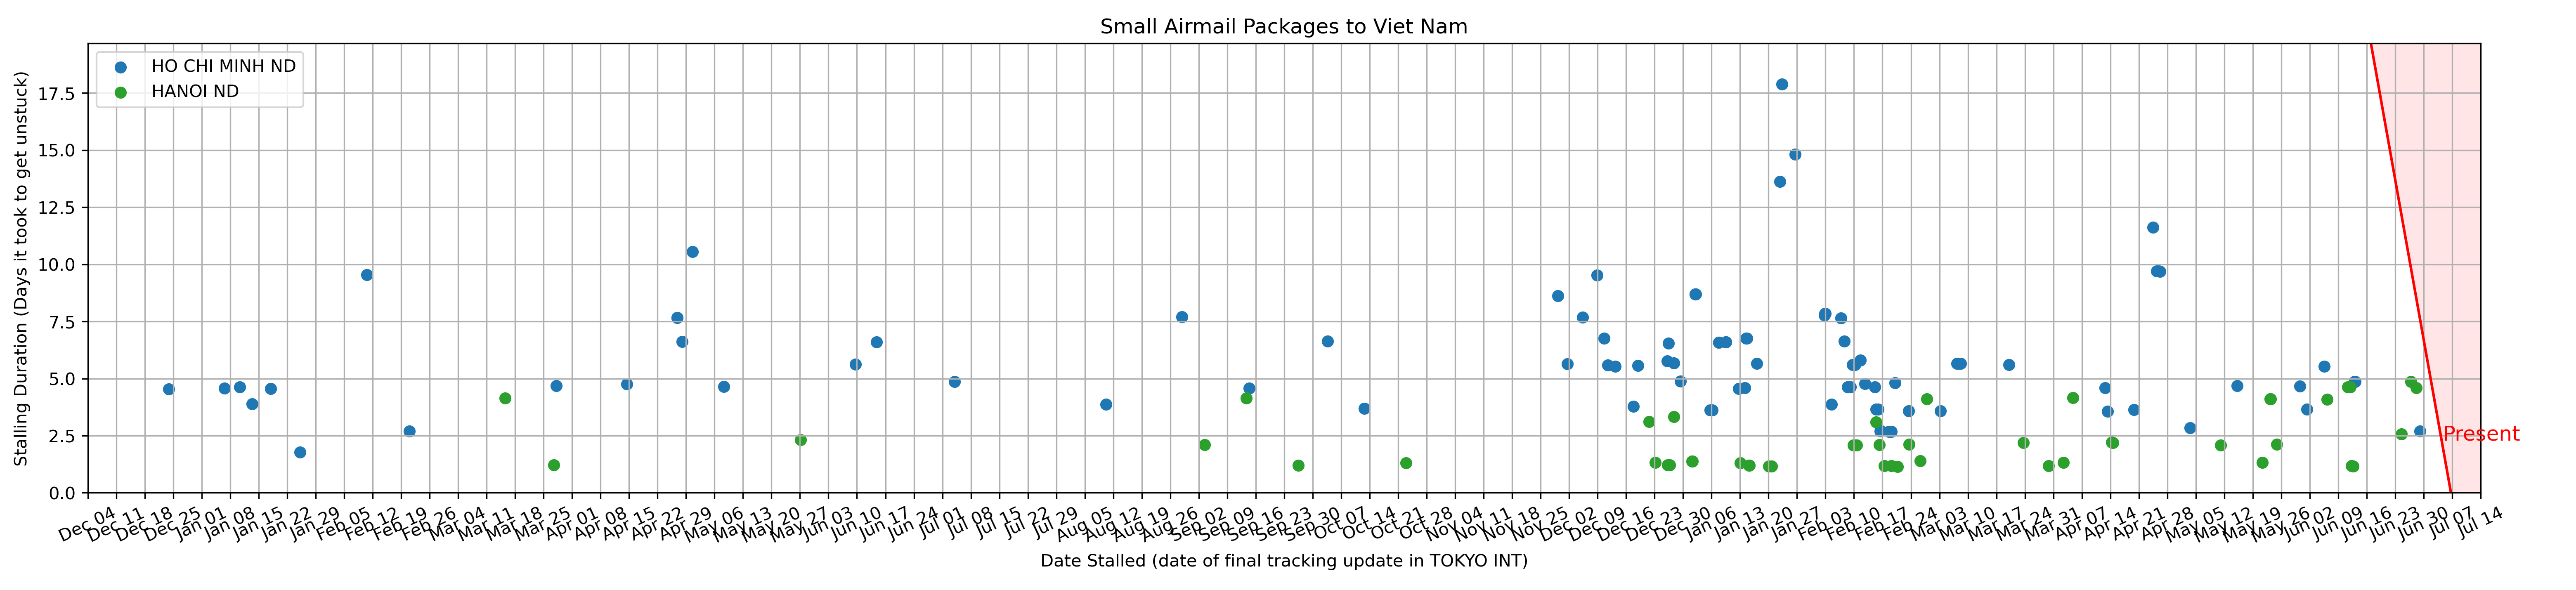 Small Airmail Packages to Viet Nam
HO CHI MINH ND
HANOI ND
Stalling Duration (Days it took to get unstuck)
17.5
15.0
12.5
10.0
7.5
5.0
2.5
0.0
Present
Dec 04
Dec 11
Dec 18
Dec 25
Jan 01
Jan 08
Jan 15
Jan 22
Jan 29
Feb 05
Feb 12
Feb 19
Feb 26
Mar 04
Mar 11
Mar 18
Mar 25
Apr 01
Apr 08
Apr 15
Apr 22
Apr 29
May 06
May 13
May 20
May 27
Jun 03
Jun 10
Jun 17
Jun 24
Jul 01
Jul 08
Jul 15
Jul 22
Jul 29
Aug 05
Aug 12
Aug 19
Aug 26
Sep 02
Sep 09
Sep 16
Sep 23
Sep 30
Oct 07
Oct 14
Oct 21
Oct 28
Nov 04
Nov 11
Nov 18
Nov 25
Dec 02
Dec 09
Dec 16
Dec 23
Dec 30
Jan 06
Jan 13
Jan 20
Jan 27
Feb 03
Feb 10
Feb 17
Feb 24
Mar 03
Mar 10
Mar 17
Mar 24
Mar 31
Apr 07
Apr 14
Apr 21
Apr 28
May 05
May 12
May 19
May 26
Jun 02
Jun 09
Jun 16
Jun 23
Jun 30
Jul 07
Jul 14
Date Stalled (date of final tracking update in TOKYO INT)